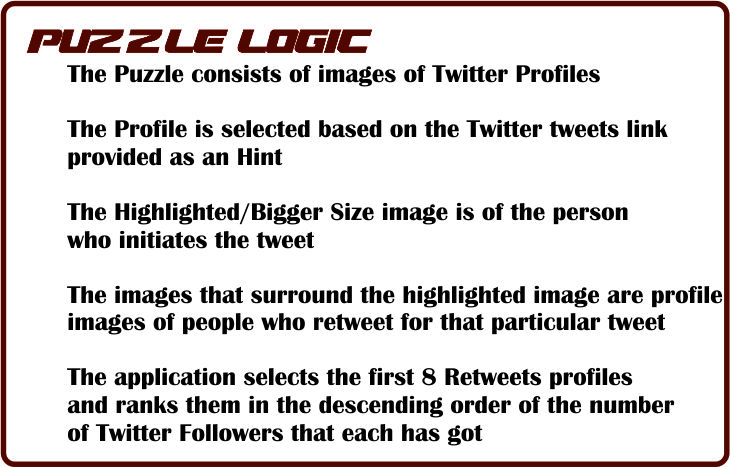 PUZZLE LOGIC
The Puzzle consists of images of Twitter Profiles
The Profile is selected based on the Twitter tweets link
provided as an Hint
The Highlighted/Bigger Size image is of the person
who initiates the tweet
The images that surround the highlighted image are profile
images of people who retweet for that particular tweet
The application selects the first 8 Retweets profiles
and ranks them in the descending order of the number
of Twitter Followers that each has got